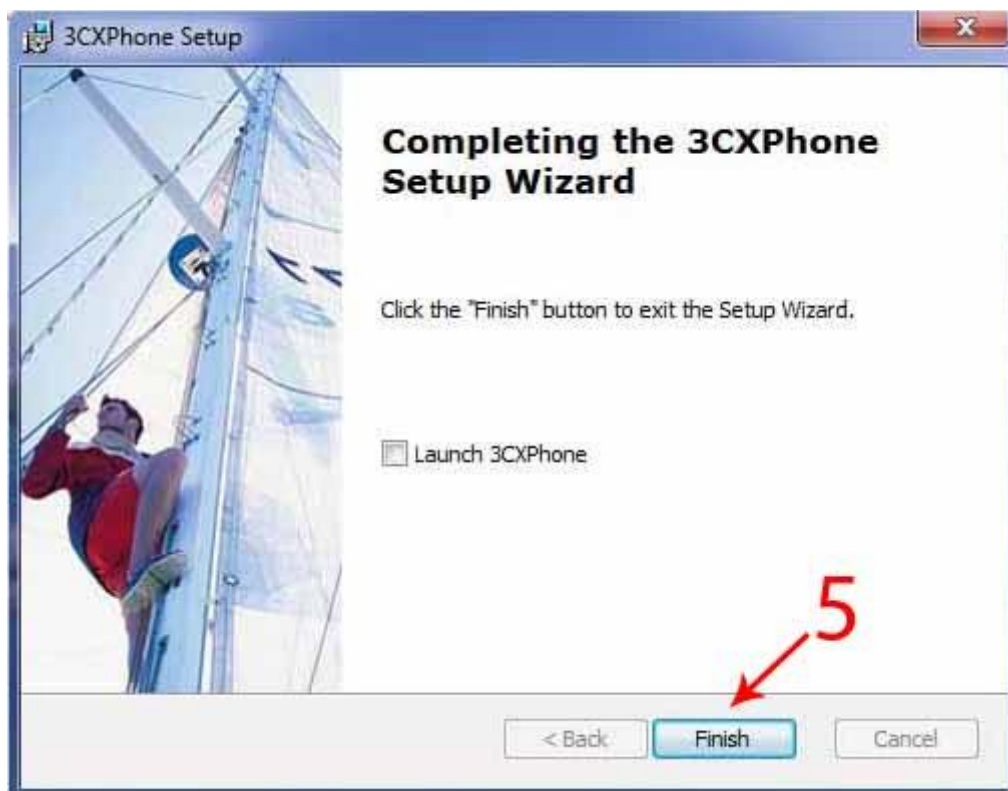 3CXPhone Setup
Completing the 3CXPhone
Setup Wizard
Click the "Finish" button to exit the Setup Wizard.
Launch 3CXPhone
5
< Back Finish Cancel